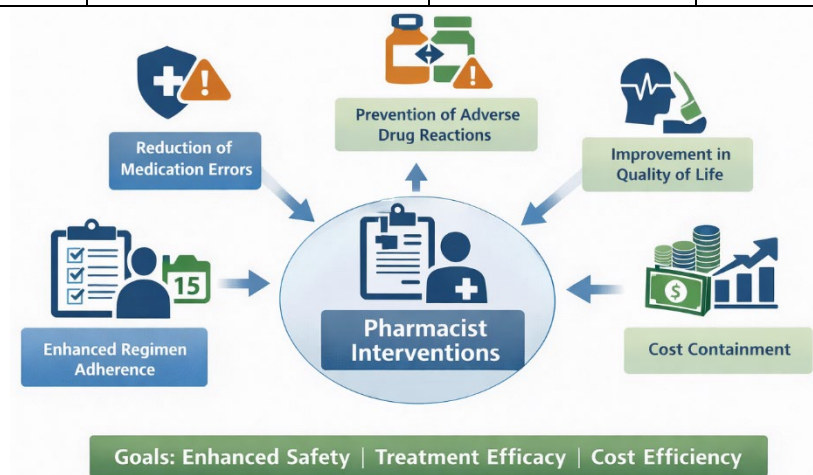 Prevention of Adverse
Drug Reactions
Reduction of
Medication Errors
Improvement in
Quality of Life
15
$
Enhanced Regimen
Adherence
Pharmacist
Interventions
Cost Containment
Goals: Enhanced Safety | Treatment Efficacy | Cost Efficiency